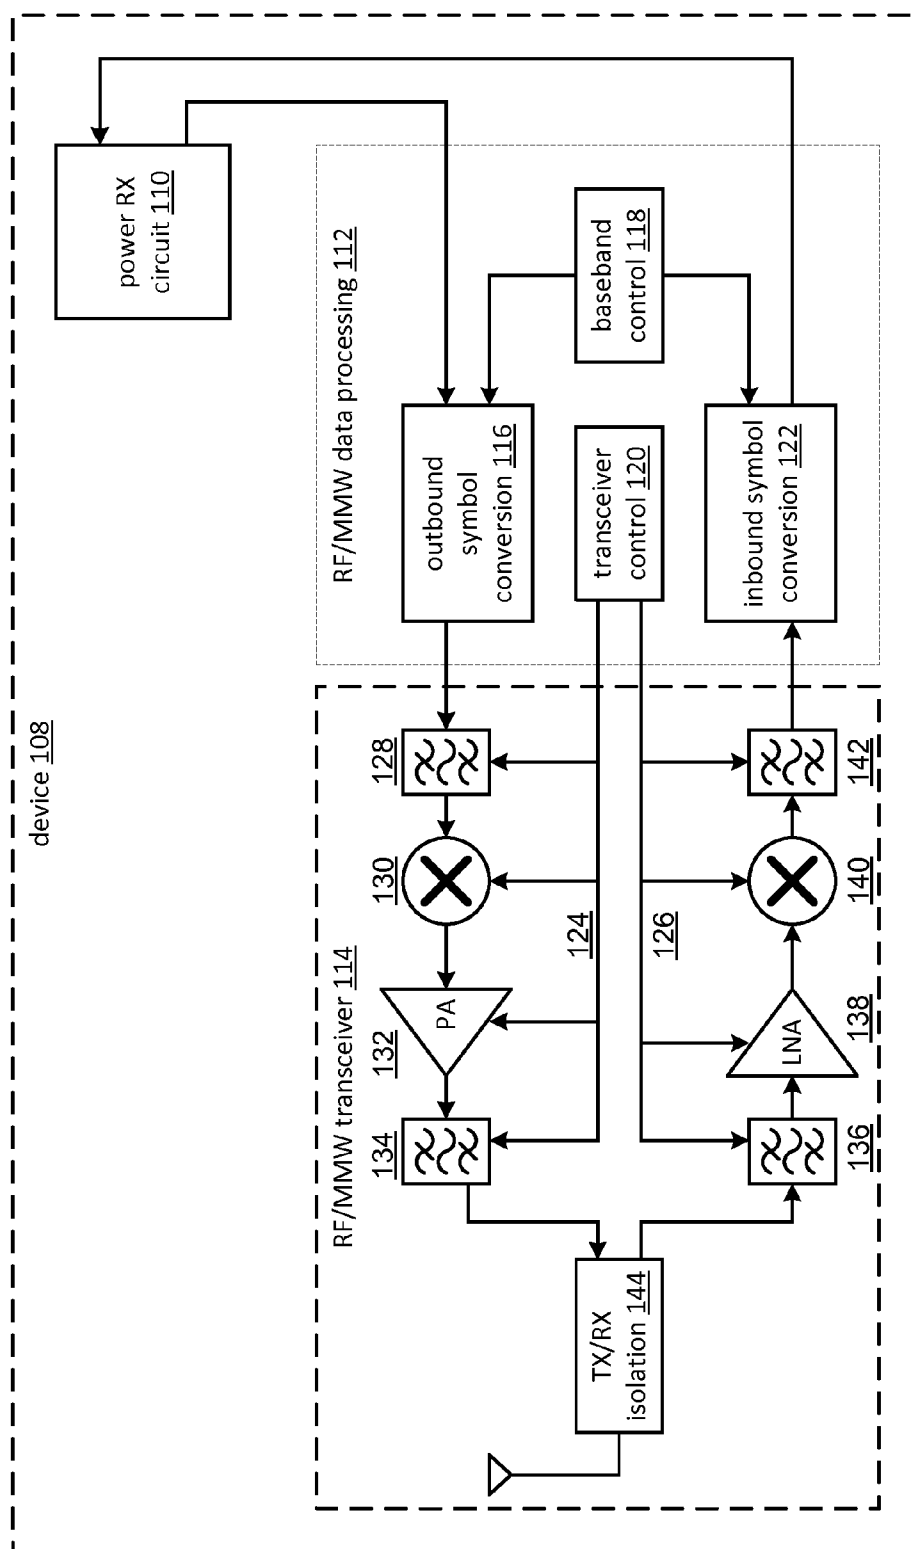 device 108
power RX
circuit 110
RF/MMW data processing 112
outbound
symbol
conversion 116
baseband
control 118
transceiver
control 120
inbound symbol
conversion 122
RF/MMW transceiver 114
128
130
132
PA
134
124
126
142
140
138
LNA
136
TX/RX
isolation 144